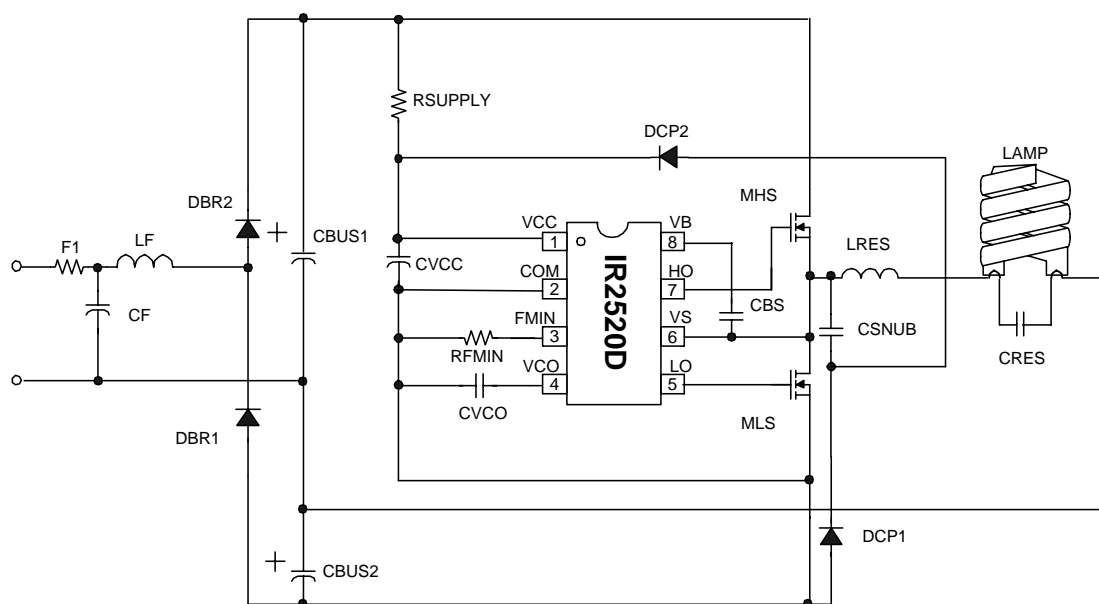 RSUPPLY
DCP2
LAMP
DBR2
+
MHS
F1
LF
CBUS1
VCC
1
VB
8
LRES
CVCC
COM
2
HO
7
IR2520D
CF
CBS
FMIN
3
VS
6
CSNUB
RFMIN
CRES
VCO
4
LO
5
CVCO
MLS
DBR1
DCP1
+
CBUS2